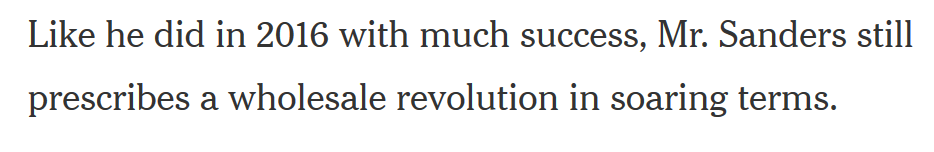 Like he did in 2016 with much success, Mr. Sanders still
prescribes a wholesale revolution in soaring terms.